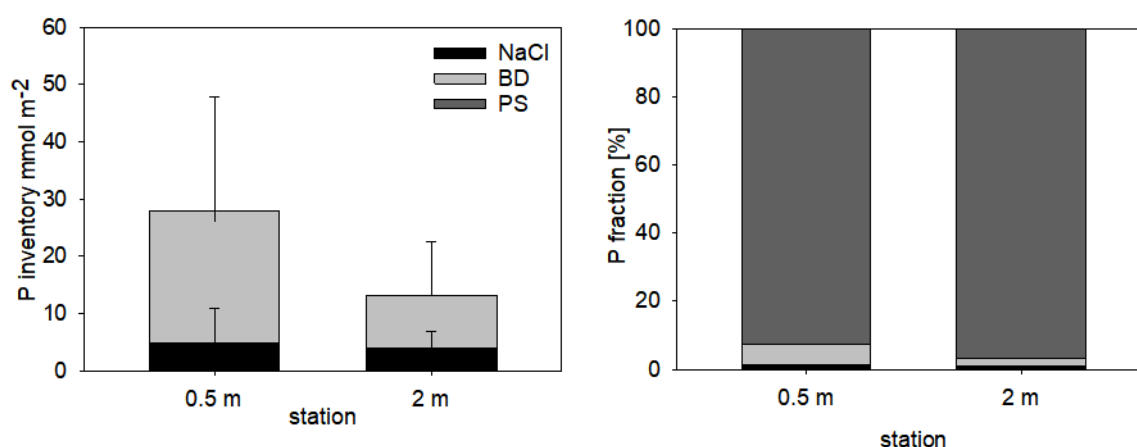 60
50
40
30
20
10
0
P inventory mmol m-2
NaCl
BD
PS
0.5 m
2 m
station
100
80
60
40
20
0
P fraction [%]
0.5 m
2 m
station